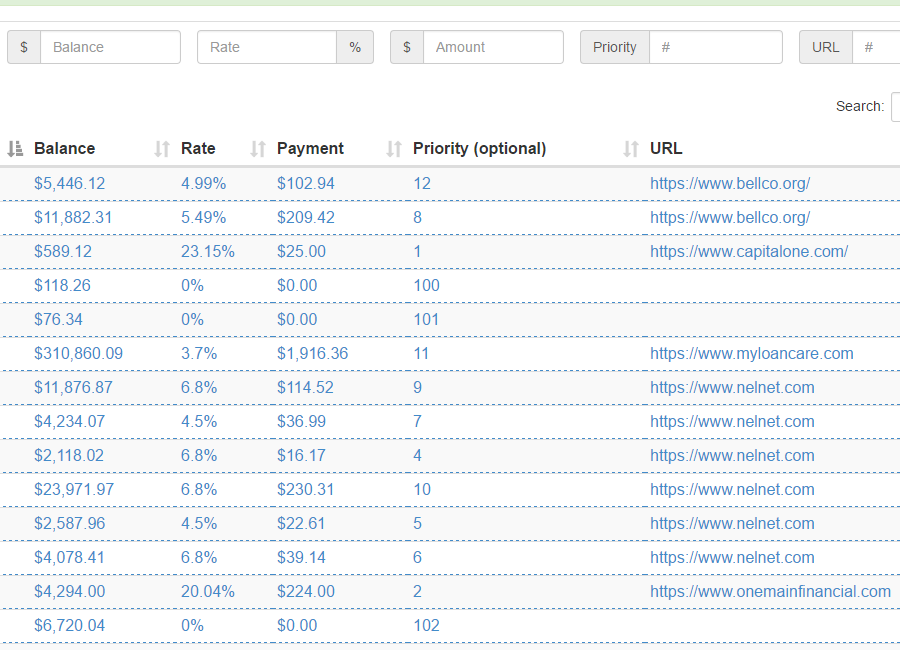 $ Balance Rate % $ Amount Priority # URL #
Search:
Balance Rate Payment Priority (optional) URL
$5,446.12 4.99% $102.94 12 https://www.bellco.org/
$11,882.31 5.49% $209.42 8 https://www.bellco.org/
$589.12 23.15% $25.00 1 https://www.capitalone.com/
$118.26 0% $0.00 100
$76.34 0% $0.00 101
$310,860.09 3.7% $1,916.36 11 https://www.myloancare.com
$11,876.87 6.8% $114.52 9 https://www.nelnet.com
$4,234.07 4.5% $36.99 7 https://www.nelnet.com
$2,118.02 6.8% $16.17 4 https://www.nelnet.com
$23,971.97 6.8% $230.31 10 https://www.nelnet.com
$2,587.96 4.5% $22.61 5 https://www.nelnet.com
$4,078.41 6.8% $39.14 6 https://www.nelnet.com
$4,294.00 20.04% $224.00 2 https://www.onemainfinancial.com
$6,720.04 0% $0.00 102